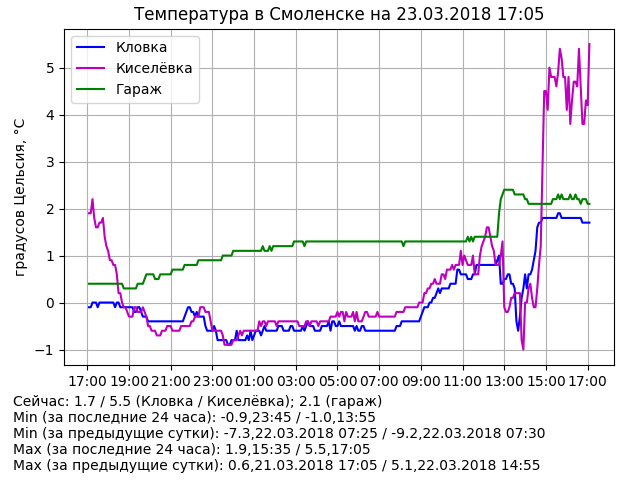 Температура в Смоленске на 23.03.2018 17:05
Кловка
Киселёвка
Гараж
градусов Цельсия, °C
5
4
3
2
1
0
−1
17:00 19:00 21:00 23:00 01:00 03:00 05:00 07:00 09:00 11:00 13:00 15:00 17:00
Сейчас: 1.7 / 5.5 (Кловка / Киселёвка); 2.1 (гараж)
Min (за последние 24 часа): -0.9,23:45 / -1.0,13:55
Min (за предыдущие сутки): -7.3,22.03.2018 07:25 / -9.2,22.03.2018 07:30
Max (за последние 24 часа): 1.9,15:35 / 5.5,17:05
Max (за предыдущие сутки): 0.6,21.03.2018 17:05 / 5.1,22.03.2018 14:55